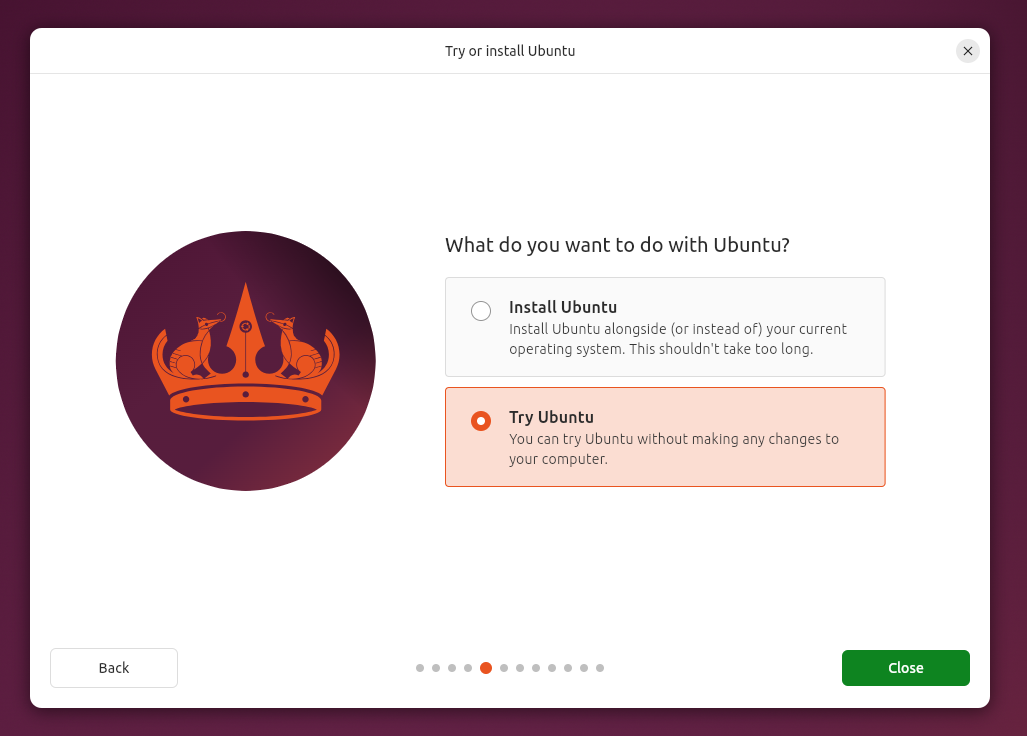 Try or install Ubuntu
What do you want to do with Ubuntu?
Install Ubuntu
Install Ubuntu alongside (or instead of) your current
operating system. This shouldn't take too long.
Try Ubuntu
You can try Ubuntu without making any changes to
your computer.
Back
Close